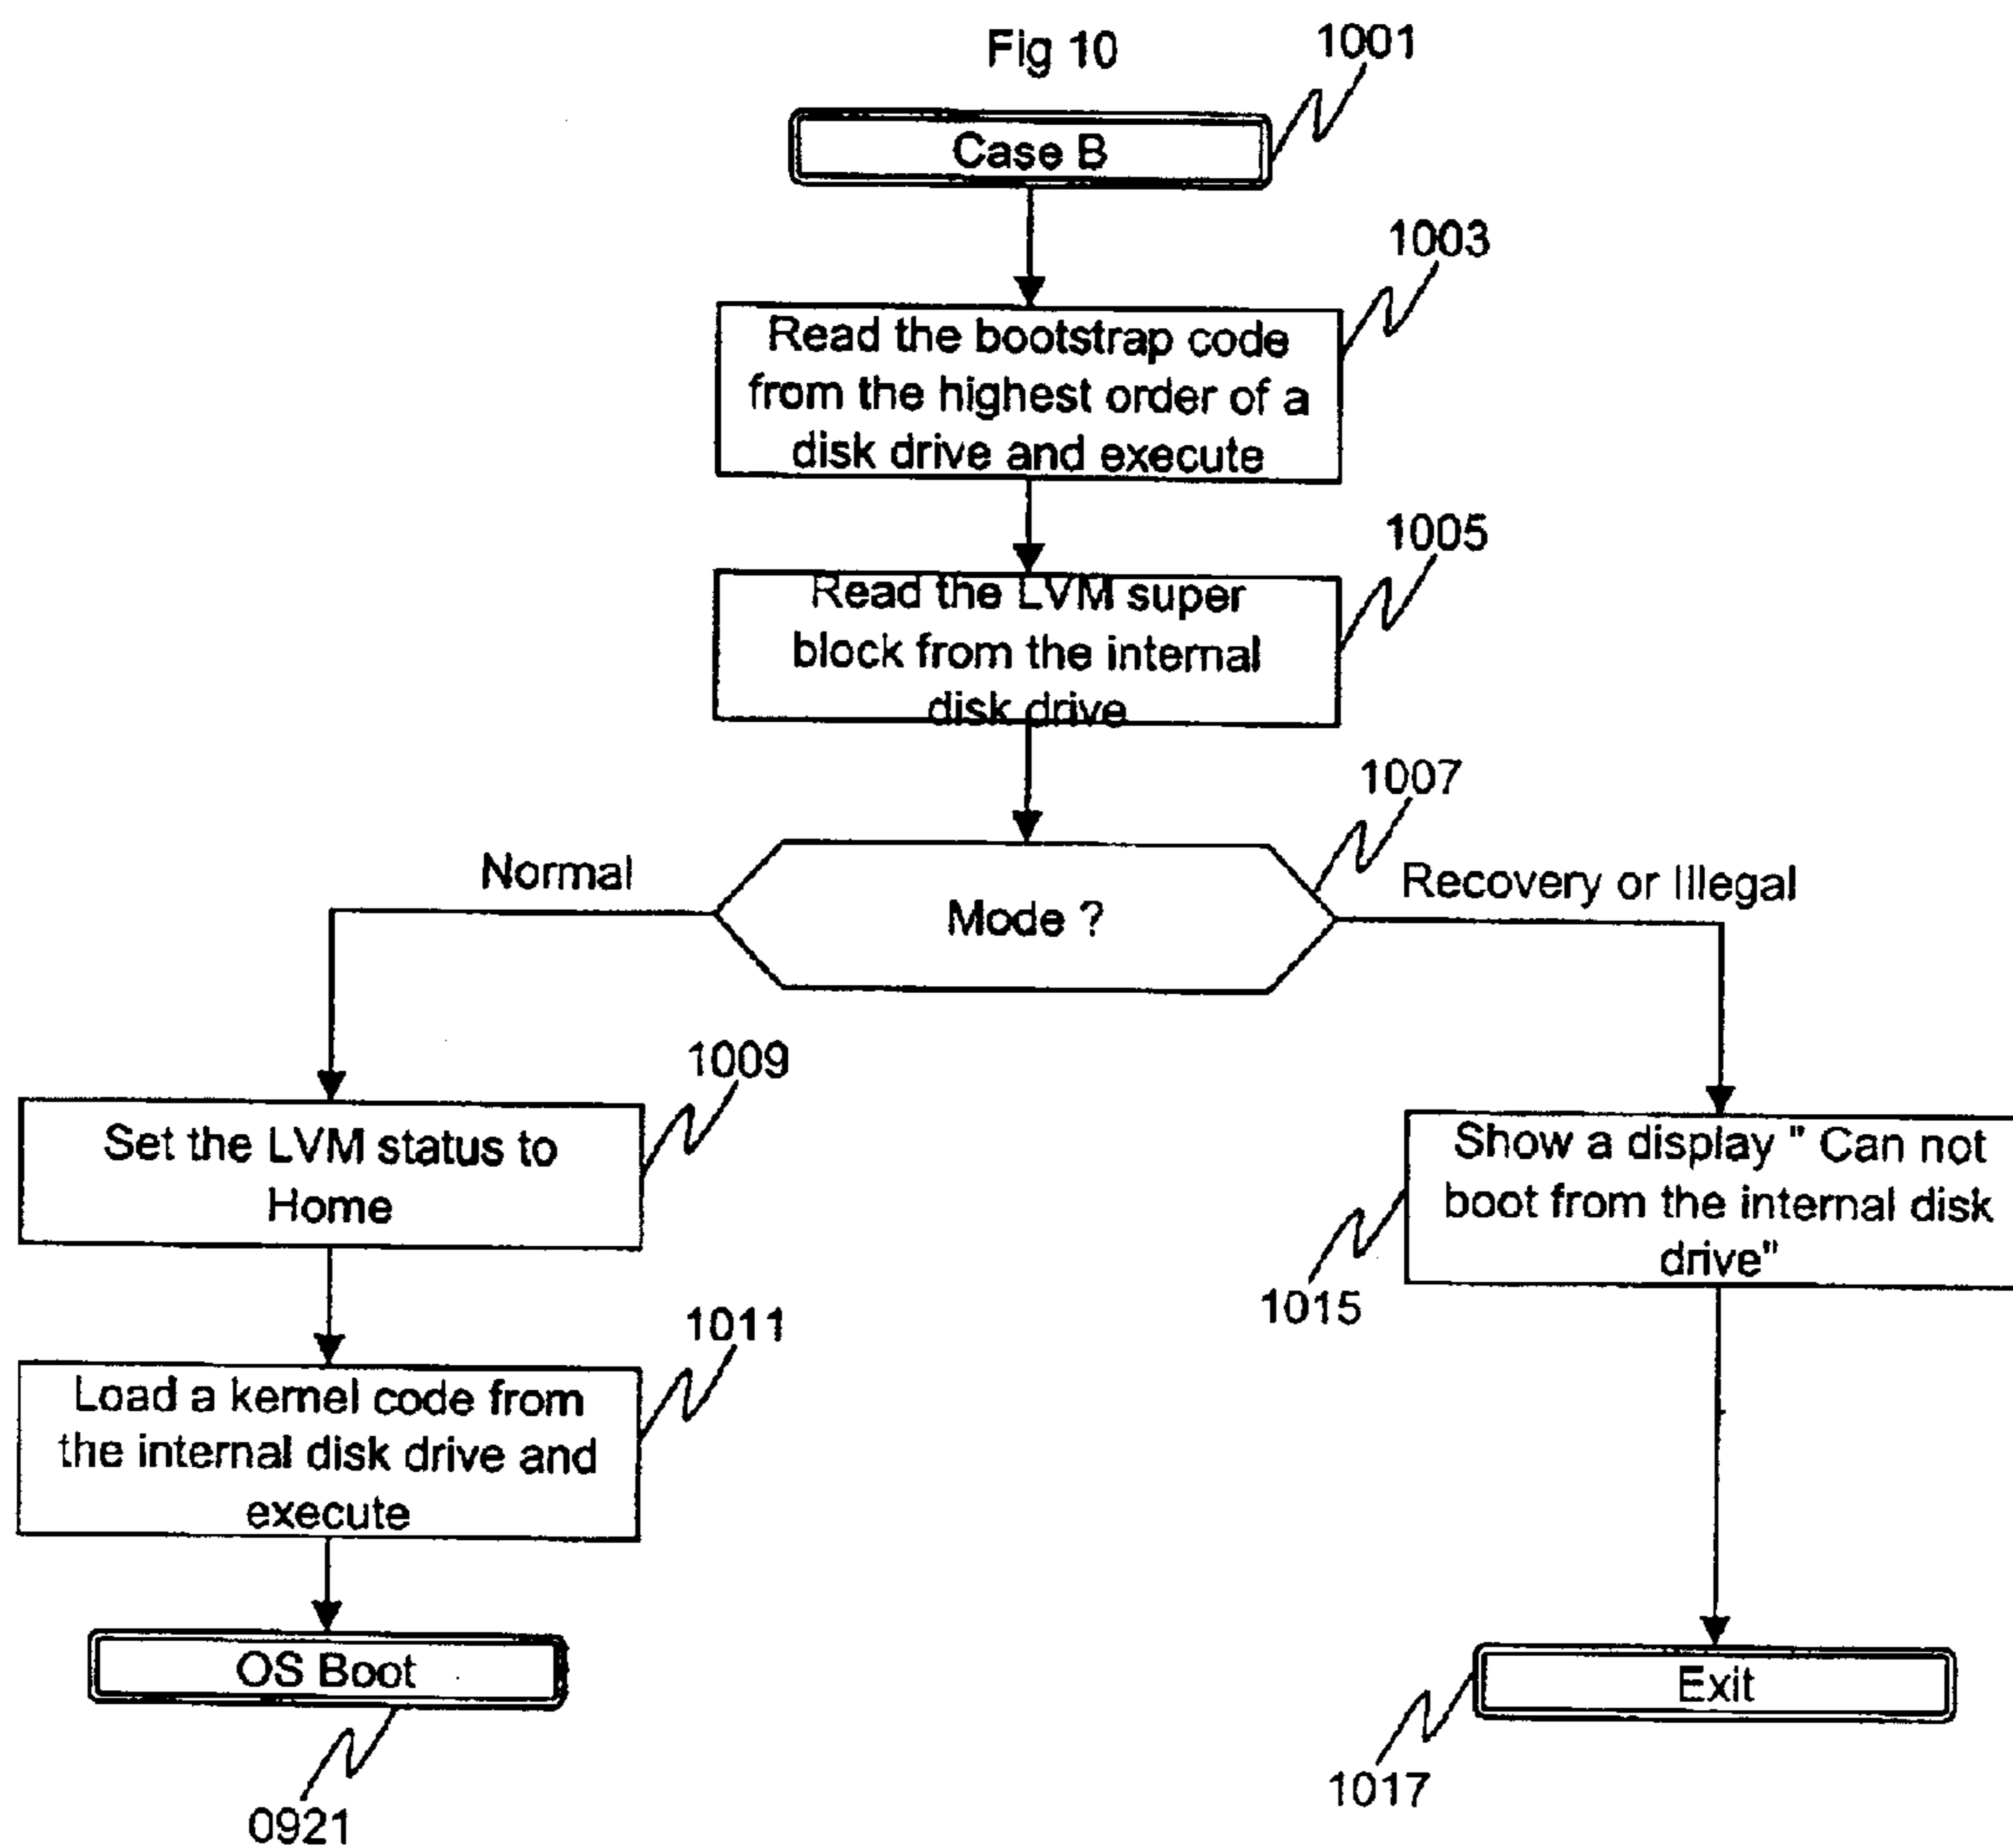 Fig 10
1001
Case B
1003
Read the bootstrap code
from the highest order of a
disk drive and execute
1005
Read the LVM super
block from the internal
disk drive
1007
Normal
Recovery or Illegal
Mode ?
1009
Set the LVM status to
Home
Show a display " Can not
boot from the internal disk
drive"
1015
1011
Load a kernel code from
the internal disk drive and
execute
OS Boot
Exit
0921
1017